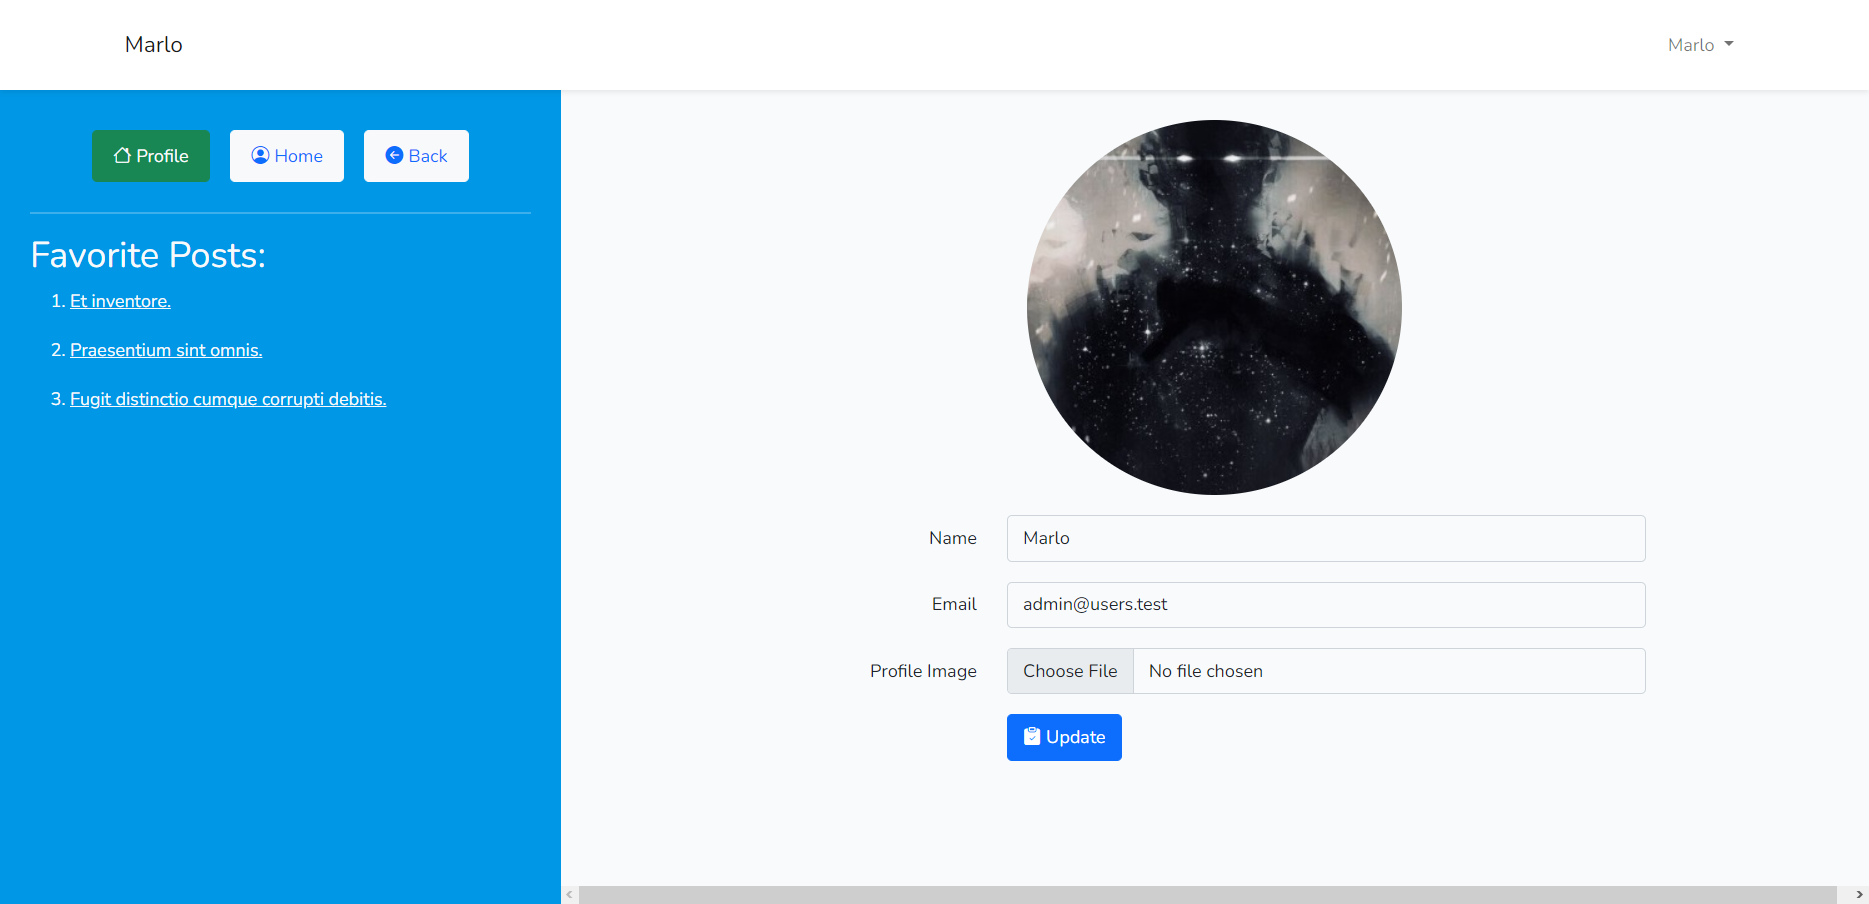 Marlo
Marlo
Profile
Home
Back
Favorite Posts:
1. Et inventore.
2. Praesentium sint omnis.
3. Fugit distinctio cumque corrupti debitis.
Name
Marlo
Email
admin@users.test
Profile Image
Choose File
No file chosen
Update